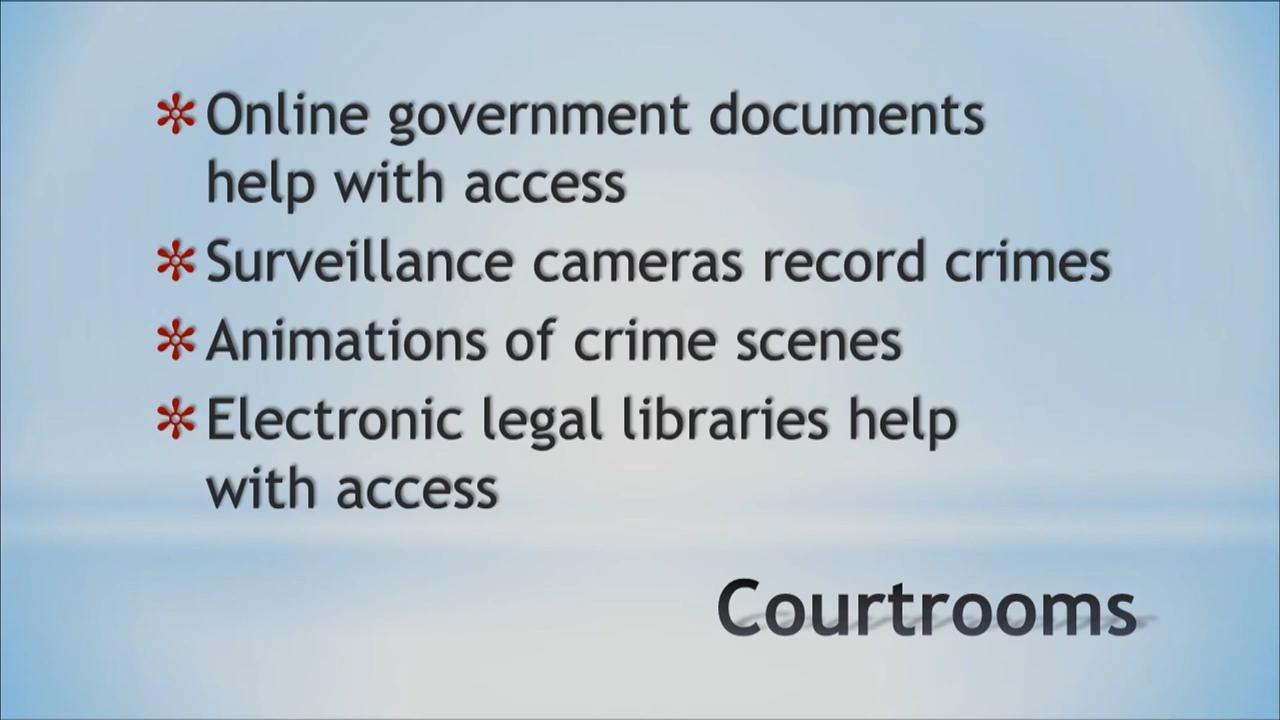 Online government documents
help with access
Surveillance cameras record crimes
Animations of crime scenes
Electronic legal libraries help
with access
Courtrooms